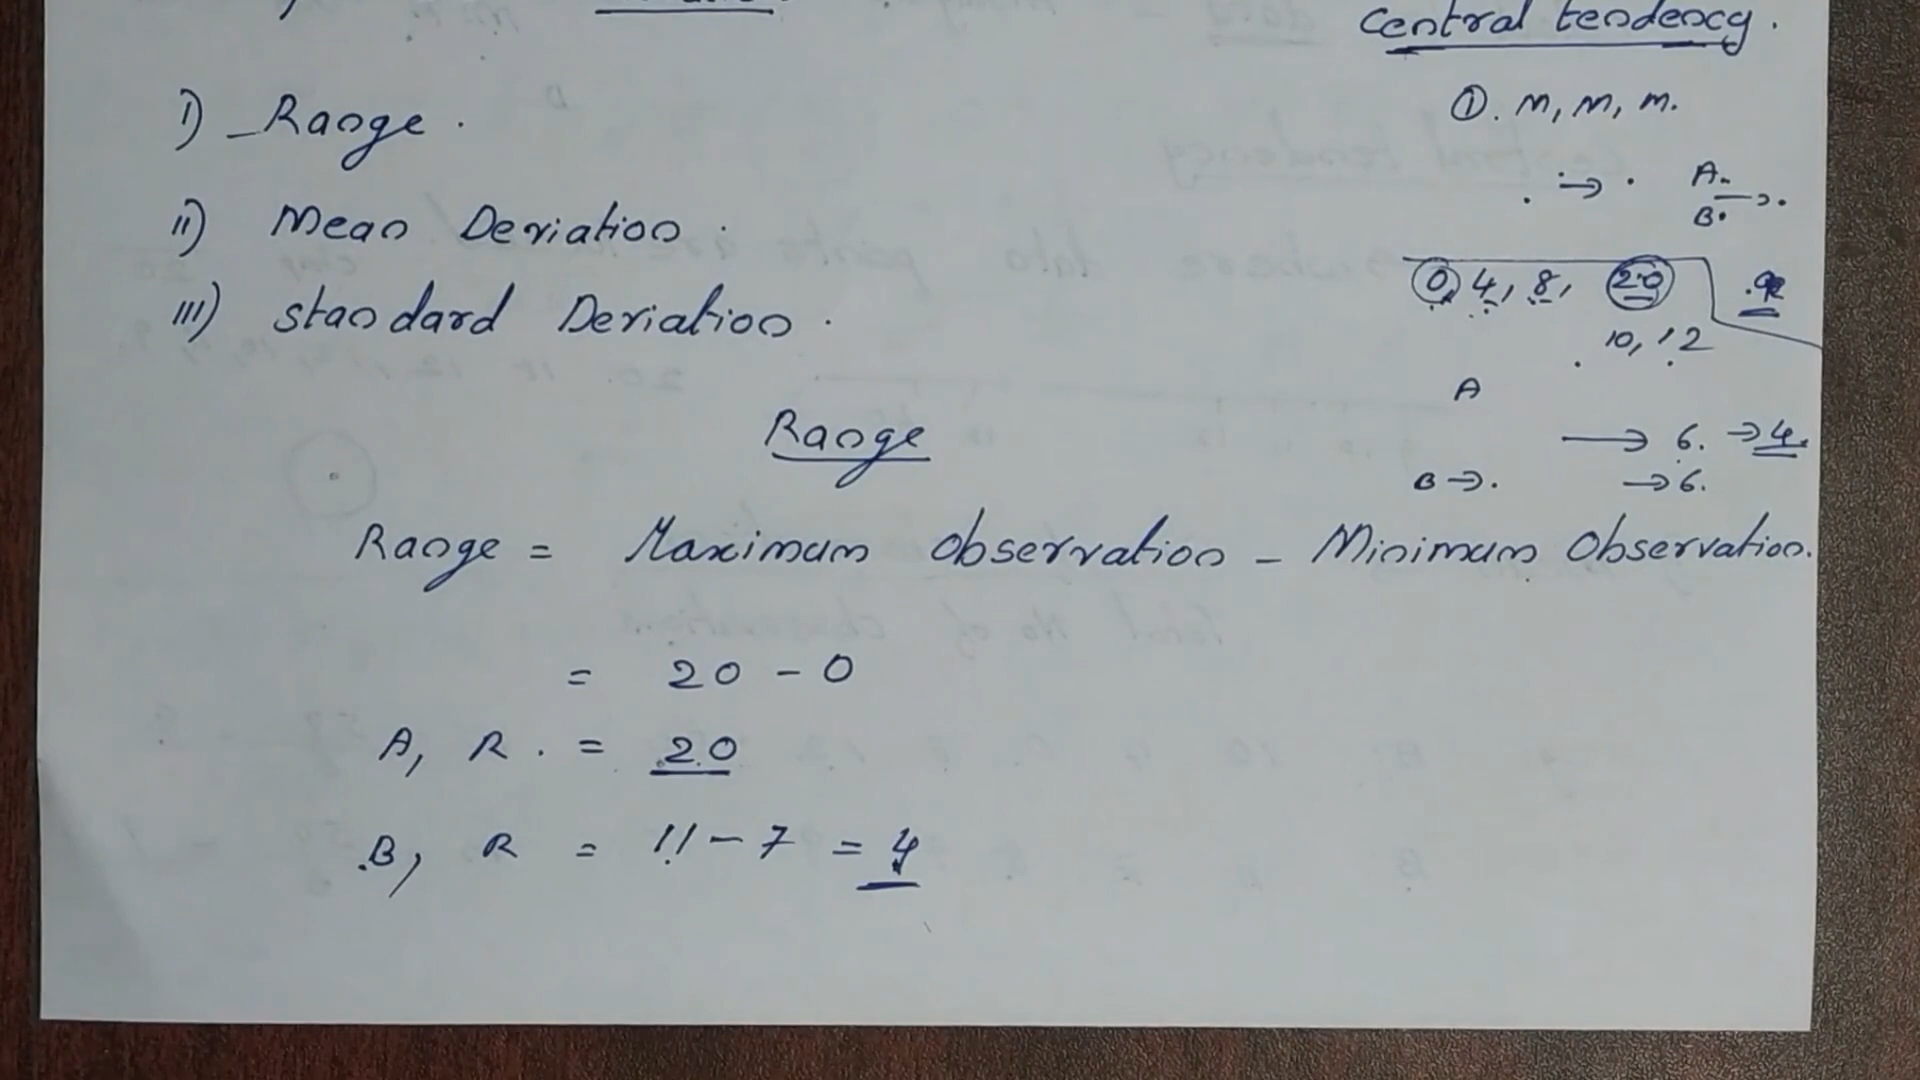 Central tendency.
① . m, m, m.
i) Range.
→ . A. → .
B.
ii) Mean Deviation.
0, 4, 8, 20
10, 12
iii) Standard Deviation.
A
Range
→ 6. → 4.
B → . → 6.
Range = Maximum Observation - Minimum Observation.
= 20 - 0
A, R. = 20
B, R = 11 - 7 = 4